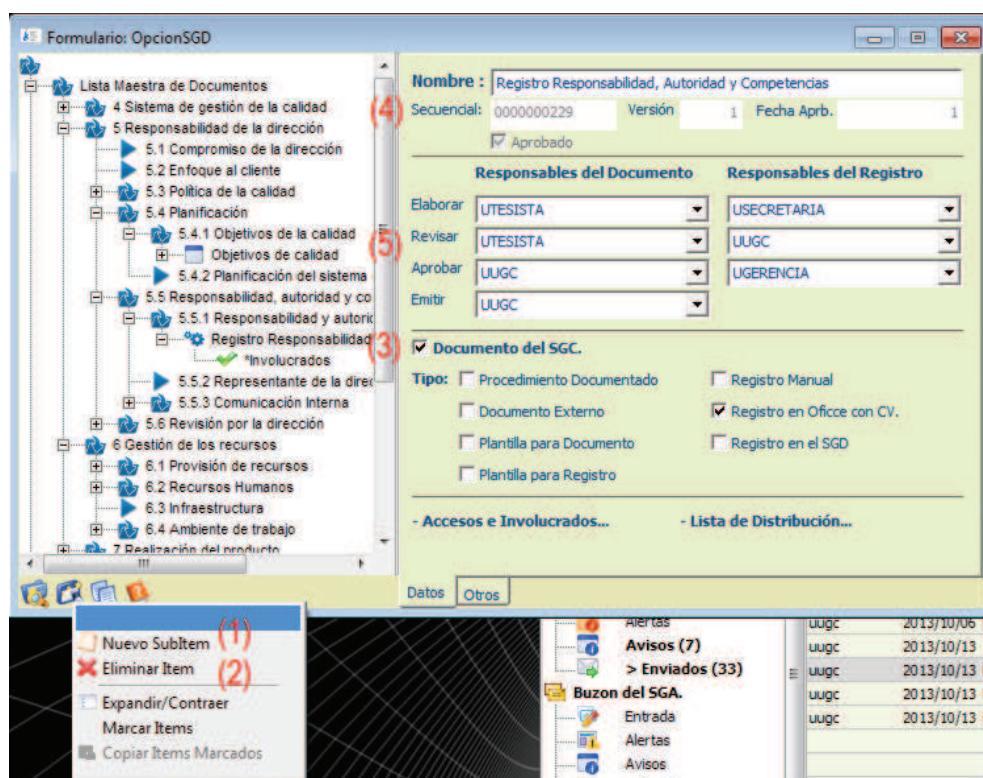 Formulario: OpcionSGD
Lista Maestra de Documentos
4 Sistema de gestión de la calidad
5 Responsabilidad de la dirección
5.1 Compromiso de la dirección
5.2 Enfoque al cliente
5.3 Política de la calidad
5.4 Planificación
5.4.1 Objetivos de la calidad
Objetivos de calidad
5.4.2 Planificación del sistema
5.5 Responsabilidad, autoridad y co
5.5.1 Responsabilidad y autoric
Registro Responsabilidad
*Involucrados
5.5.2 Representante de la direc
5.5.3 Comunicación Interna
5.6 Revisión por la dirección
6 Gestión de los recursos
6.1 Provisión de recursos
6.2 Recursos Humanos
6.3 Infraestructura
6.4 Ambiente de trabajo
7 Realización del producto
Nombre : Registro Responsabilidad, Autoridad y Competencias
(4) Secuencial: 0000000229 Versión 1 Fecha Aprb. 1
Aprobado
Responsables del Documento Responsables del Registro
Elaborar UTESISTA USECRETARIA
(5) Revisar UTESISTA UUGC
Aprobar UUGC UGERENCIA
Emitir UUGC
(3) Documento del SGC.
Tipo: Procedimiento Documentado Registro Manual
Documento Externo Registro en Oficce con CV.
Plantilla para Documento Registro en el SGD
Plantilla para Registro
- Accesos e Involucrados... - Lista de Distribución...
Datos Otros
Nuevo SubItem (1)
Eliminar Item (2)
Expandir/Contraer
Marcar Items
Copiar Items Marcados
Alertas uugc 2013/10/06
Avisos (7) uugc 2013/10/13
> Enviados (33) uugc 2013/10/13
Buzon del SGA. uugc 2013/10/13
Entrada uugc 2013/10/13
Alertas
Avisos